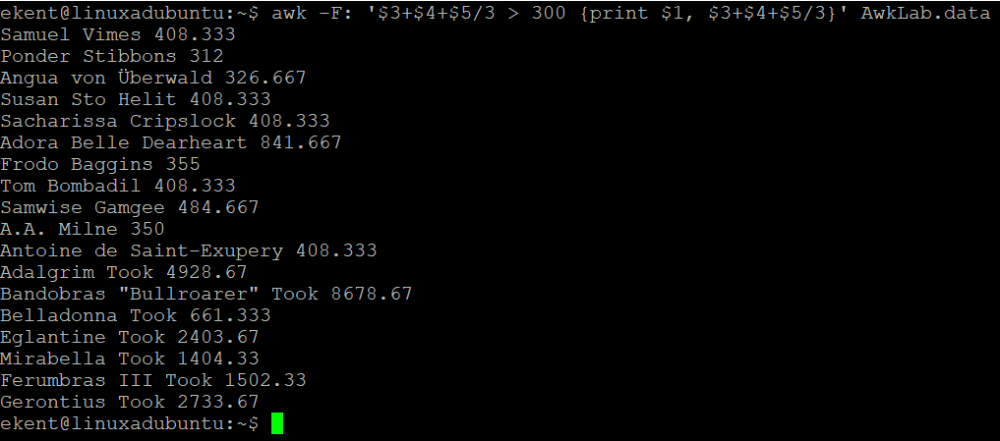 ekent@linuxadubuntu:~$ awk -F: '$3+$4+$5/3 > 300 {print $1, $3+$4+$5/3}' AwkLab.data
Samuel Vimes 408.333
Ponder Stibbons 312
Angua von Überwald 326.667
Susan Sto Helit 408.333
Sacharissa Cripslock 408.333
Adora Belle Dearheart 841.667
Frodo Baggins 355
Tom Bombadil 408.333
Samwise Gamgee 484.667
A.A. Milne 350
Antoine de Saint-Exupery 408.333
Adalgrim Took 4928.67
Bandobras "Bullroarer" Took 8678.67
Belladonna Took 661.333
Eglantine Took 2403.67
Mirabella Took 1404.33
Ferumbras III Took 1502.33
Gerontius Took 2733.67
ekent@linuxadubuntu:~$